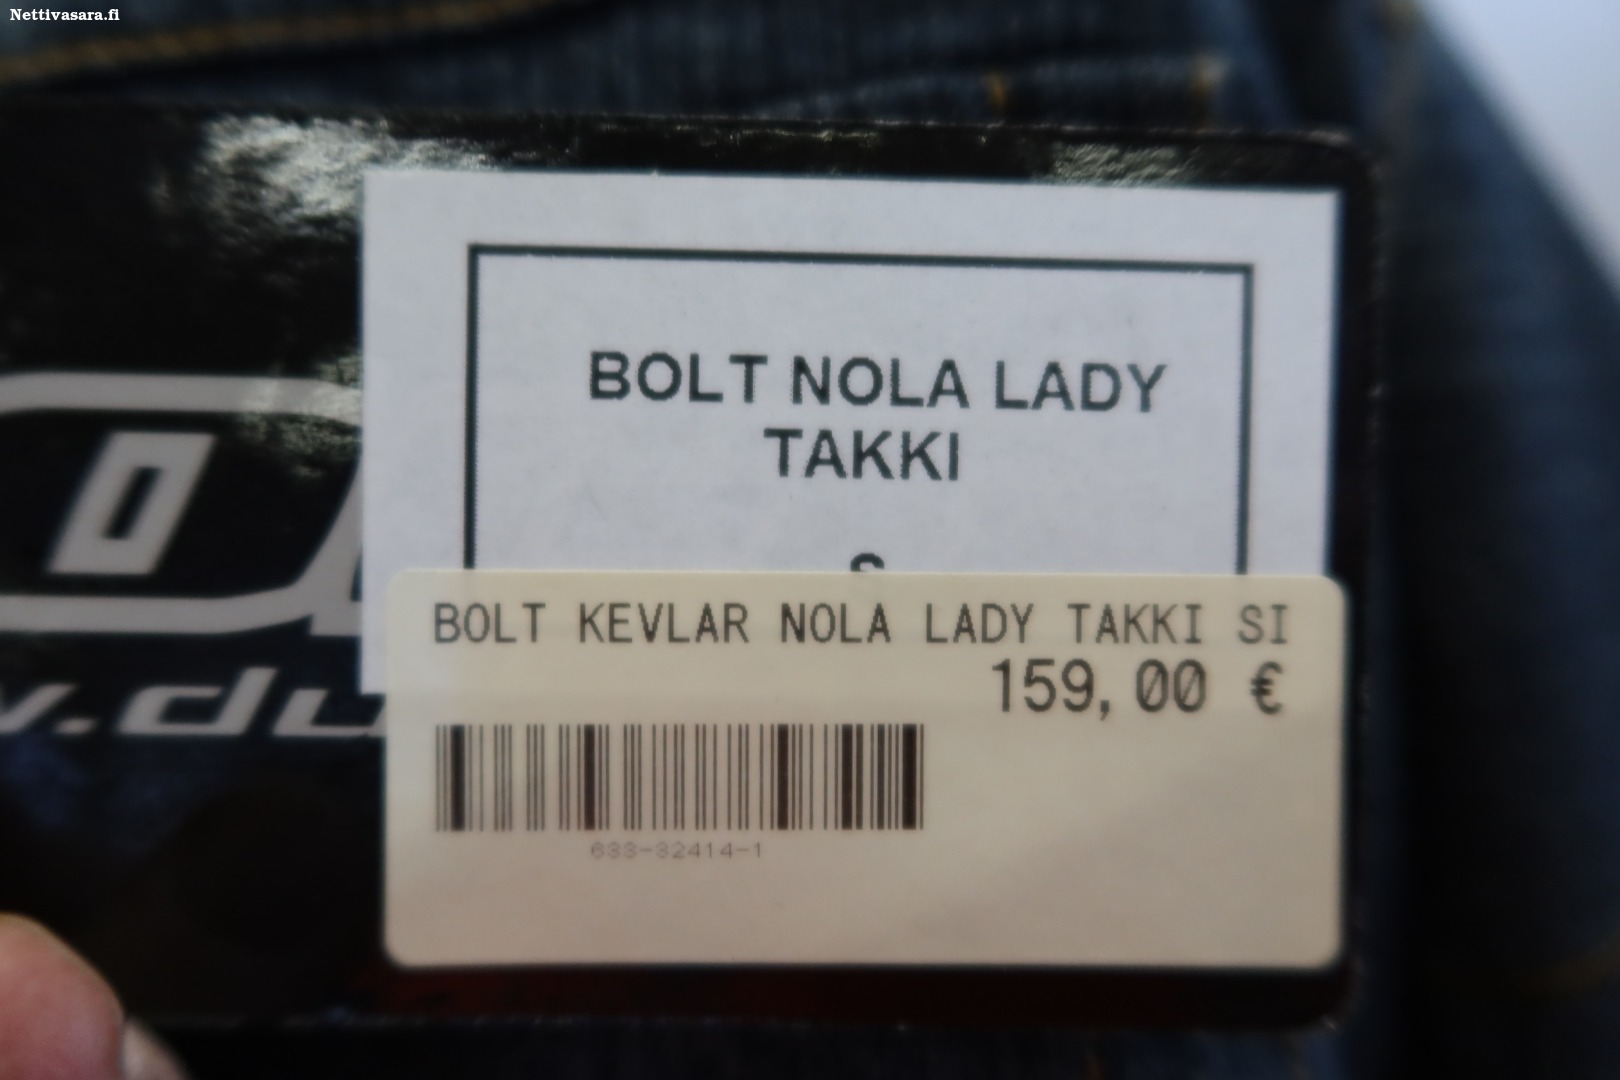 Nettivasara.fi
BOLT NOLA LADY
TAKKI
BOLT KEVLAR NOLA LADY TAKKI SI
159,00 €
633-32414-1